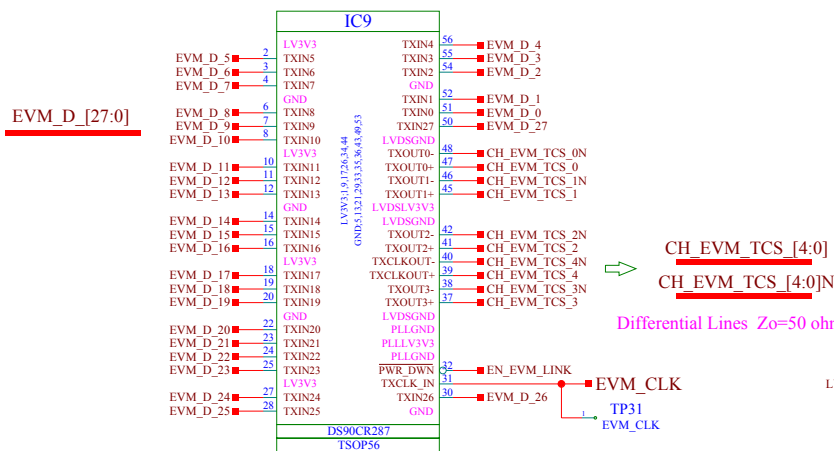 IC9
LV3V3 TXIN4 56 EVM_D_4
EVM_D_5 2 TXIN5 TXIN3 55 EVM_D_3
EVM_D_6 3 TXIN6 TXIN2 54 EVM_D_2
EVM_D_7 4 TXIN7 GND
GND TXIN1 52 EVM_D_1
EVM_D_[27:0]
EVM_D_8 6 TXIN8 TXIN0 51 EVM_D_0
EVM_D_9 7 TXIN9 TXIN27 50 EVM_D_27
EVM_D_10 8 TXIN10 LVDSGND
LV3V3 TXOUT0- 48 CH_EVM_TCS_0N
EVM_D_11 10 TXIN11 TXOUT0+ 47 CH_EVM_TCS_0
EVM_D_12 11 TXIN12 TXOUT1- 46 CH_EVM_TCS_1N
EVM_D_13 12 TXIN13 TXOUT1+ 45 CH_EVM_TCS_1
GND LVDSLV3V3
EVM_D_14 14 TXIN14 LVDSGND
EVM_D_15 15 TXIN15 TXOUT2- 42 CH_EVM_TCS_2N
EVM_D_16 16 TXIN16 TXOUT2+ 41 CH_EVM_TCS_2
LV3V3 TXCLKOUT- 40 CH_EVM_TCS_4N
EVM_D_17 18 TXIN17 TXCLKOUT+ 39 CH_EVM_TCS_4
EVM_D_18 19 TXIN18 TXOUT3- 38 CH_EVM_TCS_3N
EVM_D_19 20 TXIN19 TXOUT3+ 37 CH_EVM_TCS_3
GND LVDSGND
EVM_D_20 22 TXIN20 PLLGND
EVM_D_21 23 TXIN21 PLLLV3V3
EVM_D_22 24 TXIN22 PLLGND
EVM_D_23 25 TXIN23 PWR_DWN 32 EN_EVM_LINK
LV3V3 TXCLK_IN 31 EVM_CLK
EVM_D_24 27 TXIN24 TXIN26 30 EVM_D_26
EVM_D_25 28 TXIN25 GND
LV3V3;1,9,17,26,34,44
GND;5,13,21,29,33,35,36,43,49,53
DS90CR287
TSOP56
CH_EVM_TCS_[4:0]
CH_EVM_TCS_[4:0]N
Differential Lines Zo=50 ohr
L
TP31
1
EVM_CLK